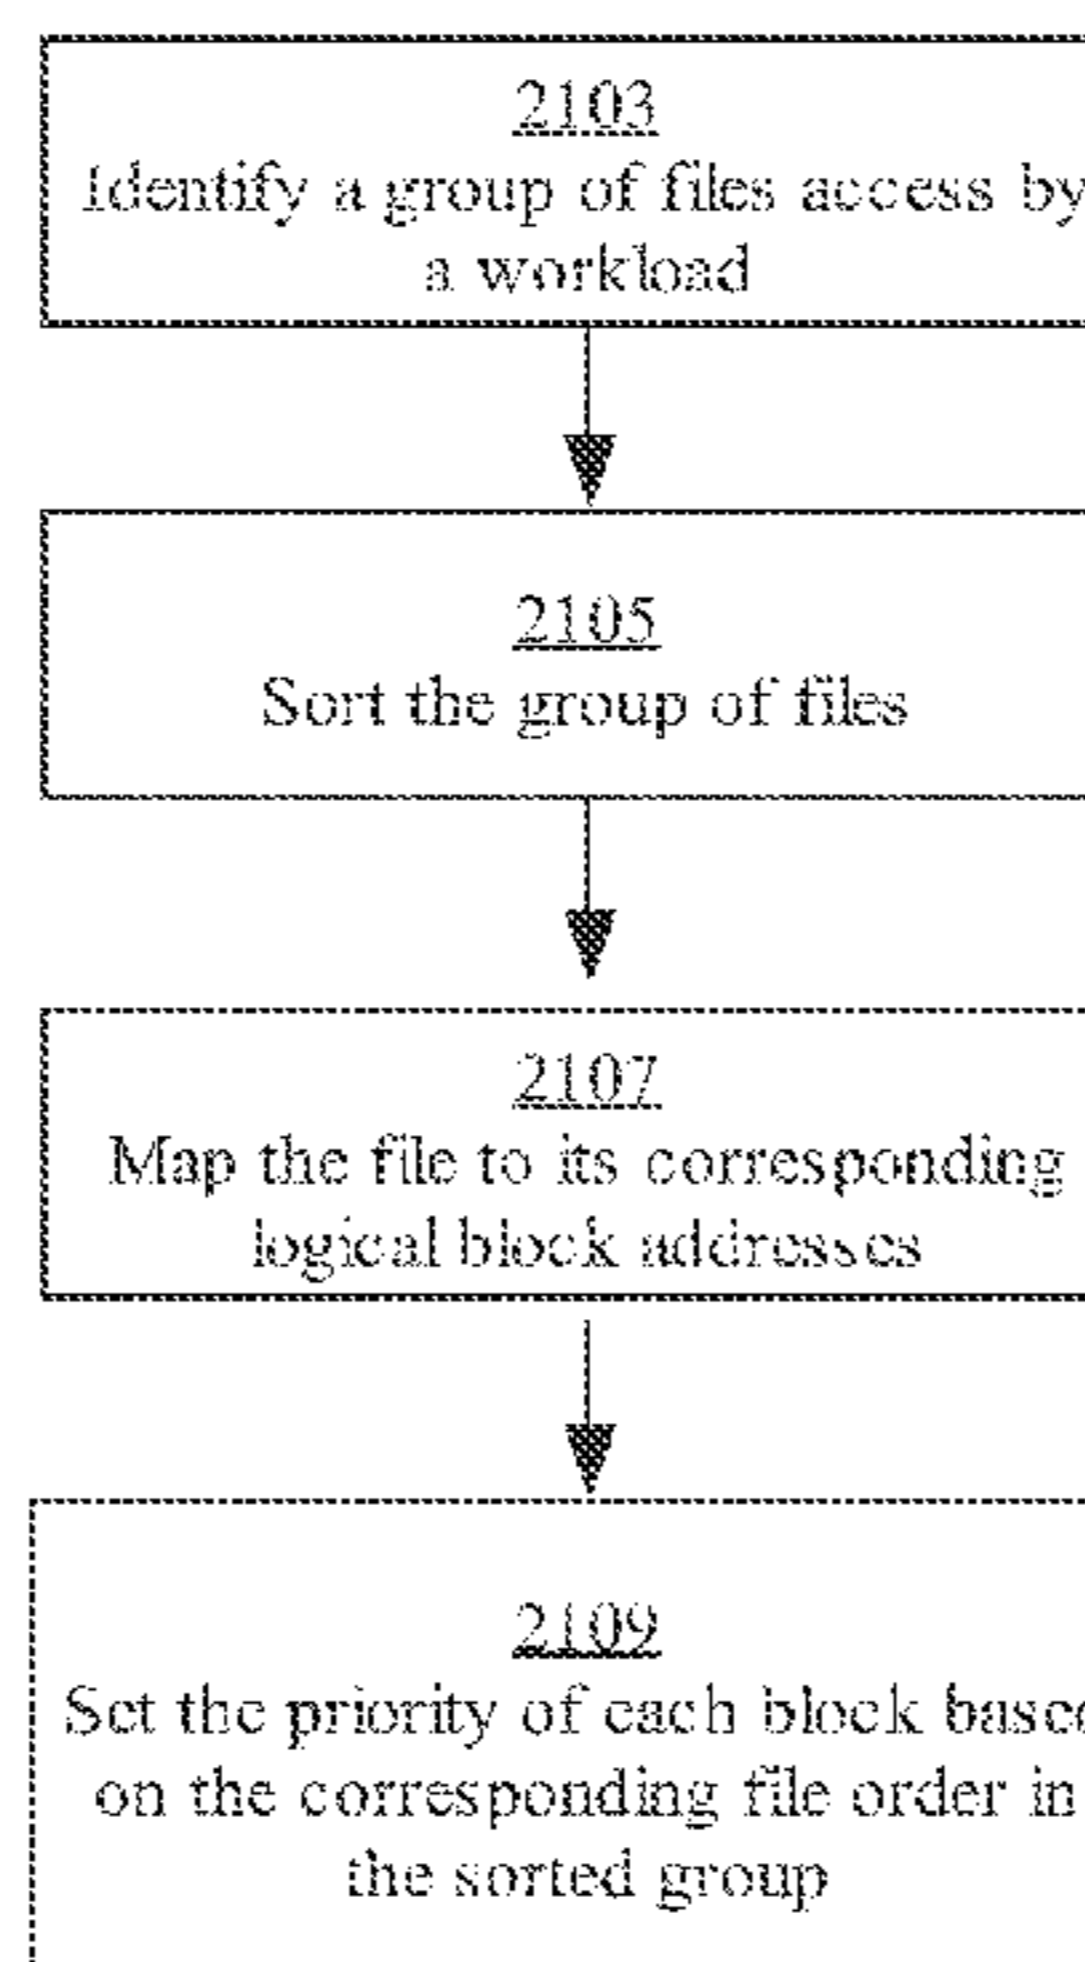 2103
Identify a group of files access by
a workload
2105
Sort the group of files
2107
Map the file to its corresponding
logical block addresses
2109
Set the priority of each block based
on the corresponding file order in
the sorted group